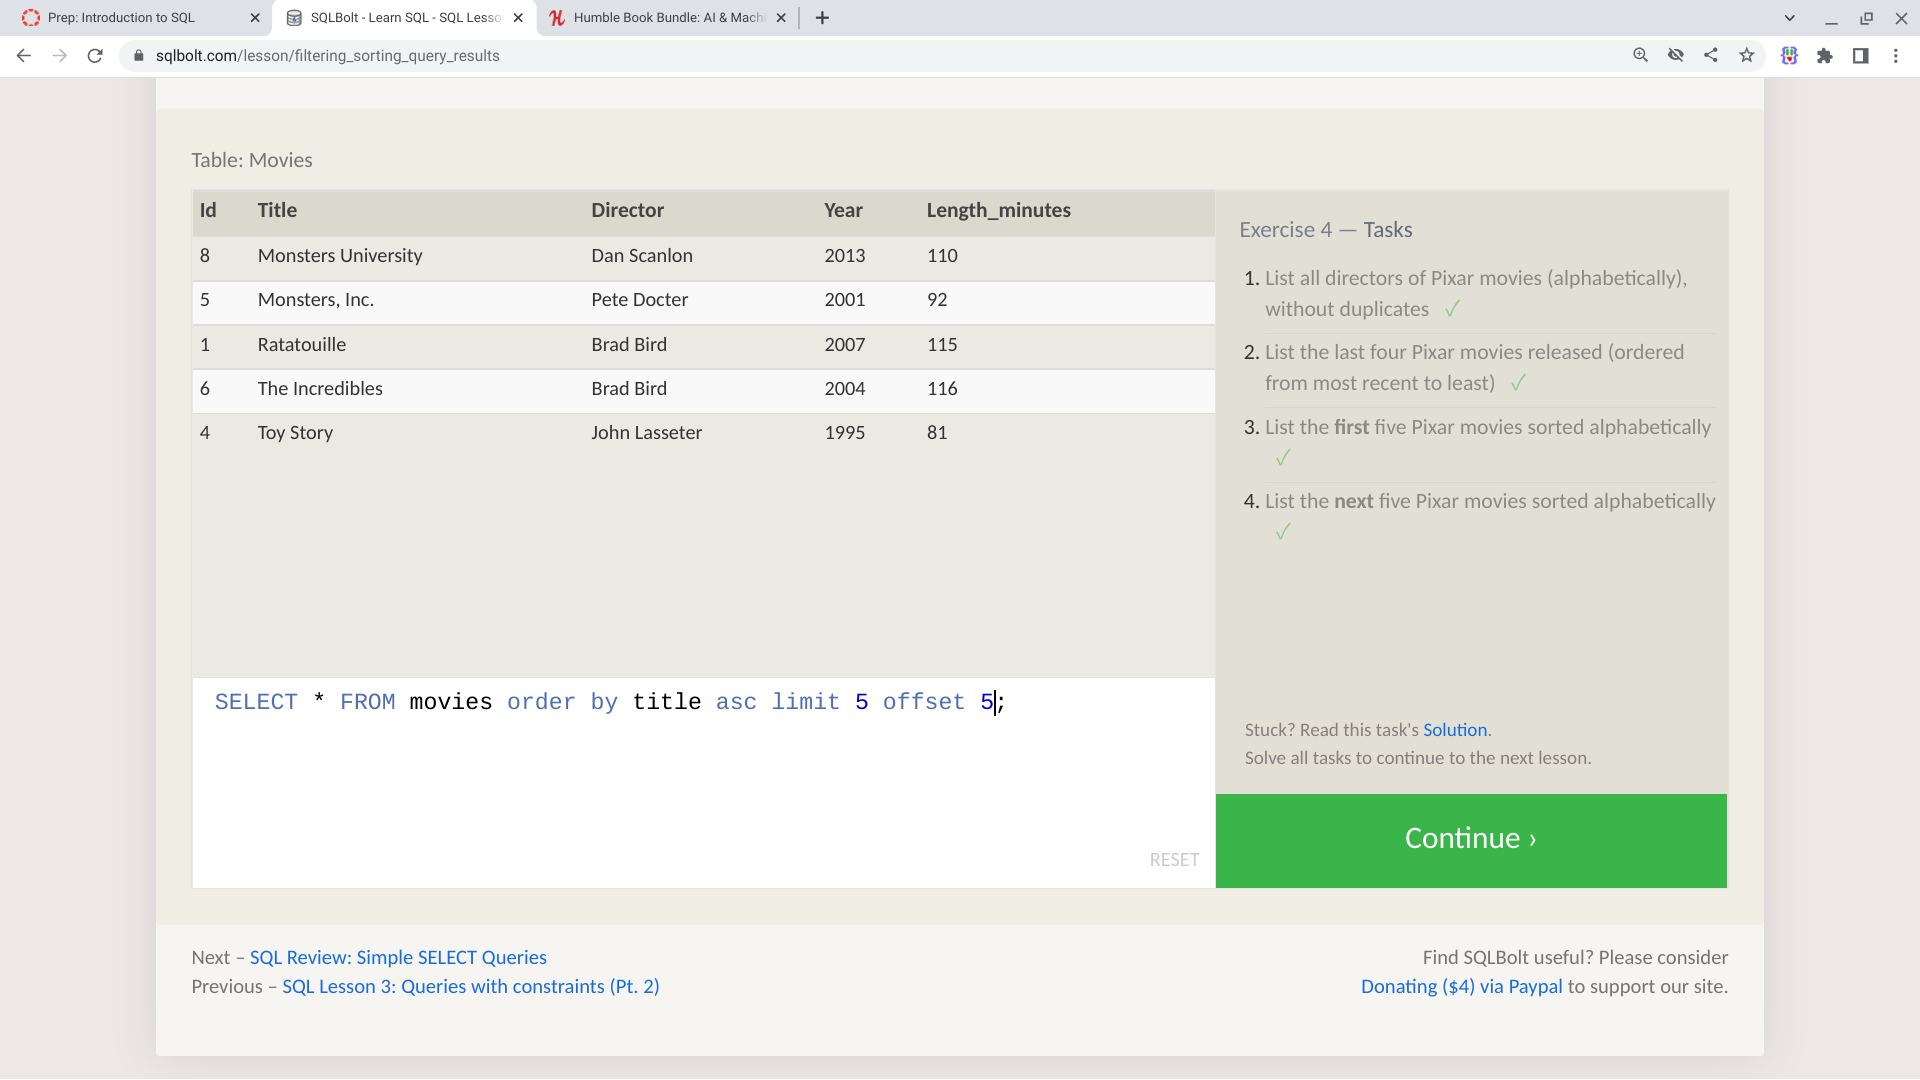 Prep: Introduction to SQL
SQLBolt - Learn SQL - SQL Lesso
Humble Book Bundle: AI & Machi
sqlbolt.com/lesson/filtering_sorting_query_results
Table: Movies
Id Title Director Year Length_minutes
8 Monsters University Dan Scanlon 2013 110
5 Monsters, Inc. Pete Docter 2001 92
1 Ratatouille Brad Bird 2007 115
6 The Incredibles Brad Bird 2004 116
4 Toy Story John Lasseter 1995 81
SELECT * FROM movies order by title asc limit 5 offset 5;
RESET
Exercise 4 — Tasks
1. List all directors of Pixar movies (alphabetically),
without duplicates ✓
2. List the last four Pixar movies released (ordered
from most recent to least) ✓
3. List the first five Pixar movies sorted alphabetically
✓
4. List the next five Pixar movies sorted alphabetically
✓
Stuck? Read this task's Solution.
Solve all tasks to continue to the next lesson.
Continue ›
Next – SQL Review: Simple SELECT Queries
Previous – SQL Lesson 3: Queries with constraints (Pt. 2)
Find SQLBolt useful? Please consider
Donating ($4) via Paypal to support our site.